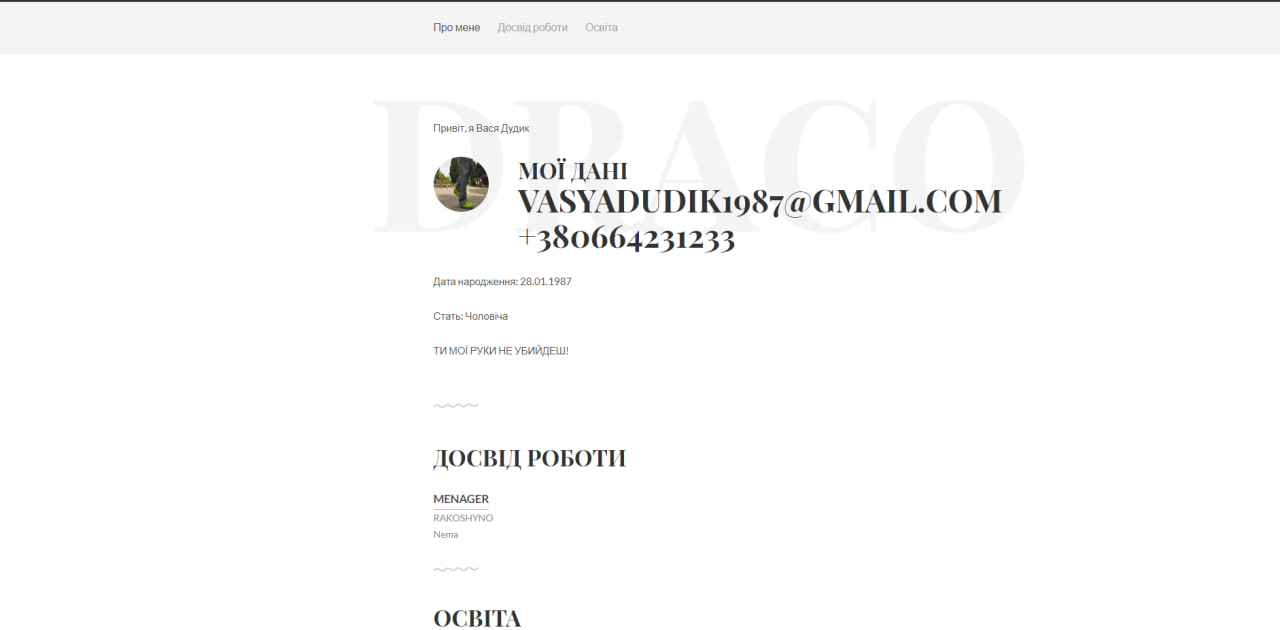 Про мене Досвід роботи Освіта
DRACO
Привіт, я Вася Дудик
МОЇ ДАНІ
VASYADUDIK1987@GMAIL.COM
+380664231233
Дата народження: 28.01.1987
Стать: Чоловіча
ТИ МОЇ РУКИ НЕ УБИЙДЕШ!
ДОСВІД РОБОТИ
MENAGER
RAKOSHYNO
Nema
ОСВІТА